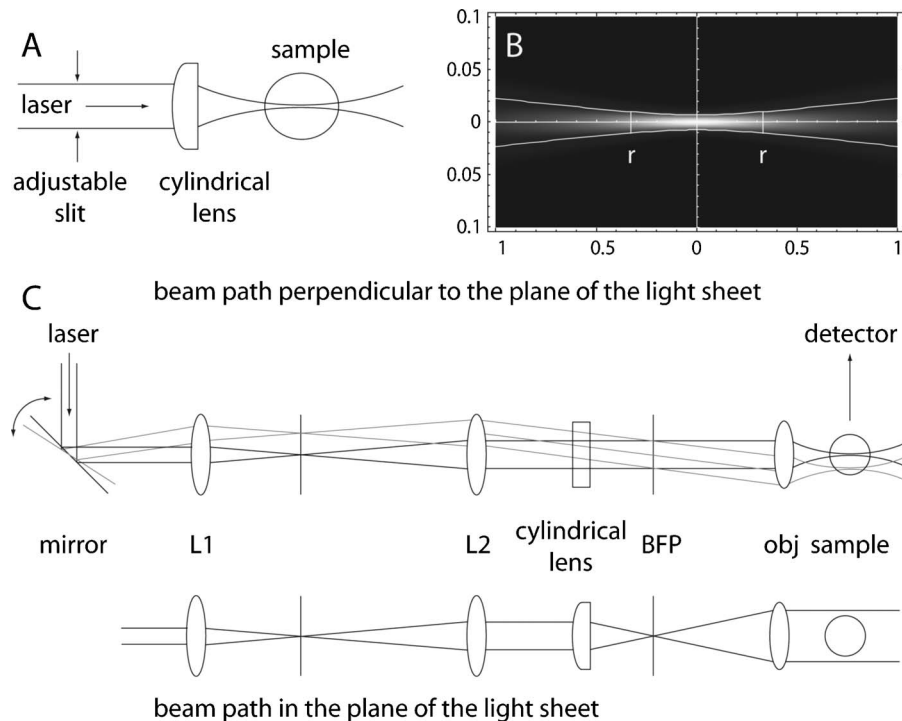 A
sample
laser
adjustable
slit
cylindrical
lens
B
0.1
0.05
0
0.05
0.1
r
r
1
0.5
0
0.5
1
C
beam path perpendicular to the plane of the light sheet
laser
detector
mirror
L1
L2
cylindrical
lens
BFP
obj
sample
beam path in the plane of the light sheet